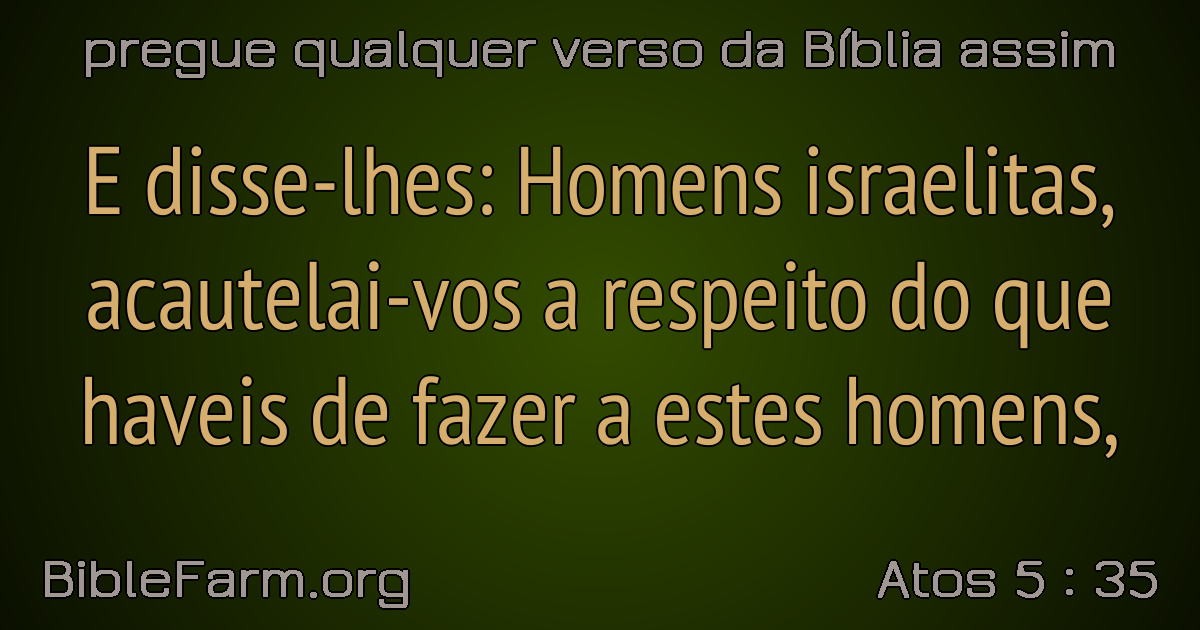 pregue qualquer verso da Bíblia assim
E disse-lhes: Homens israelitas,
acautelai-vos a respeito do que
haveis de fazer a estes homens,
BibleFarm.org
Atos 5 : 35